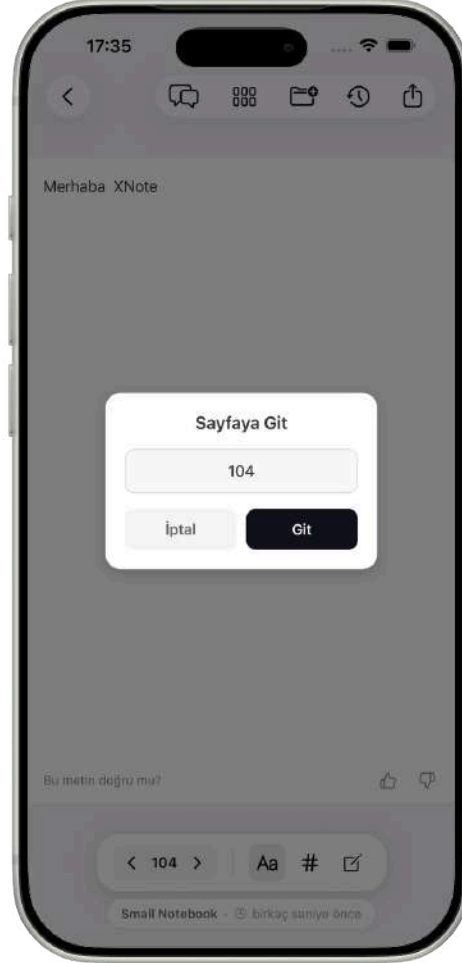 17:35
Merhaba XNote
Sayfaya Git
104
İptal
Git
Bu metin doğru mu?
104
Aa
#
Small Notebook - birkaç saniye önce